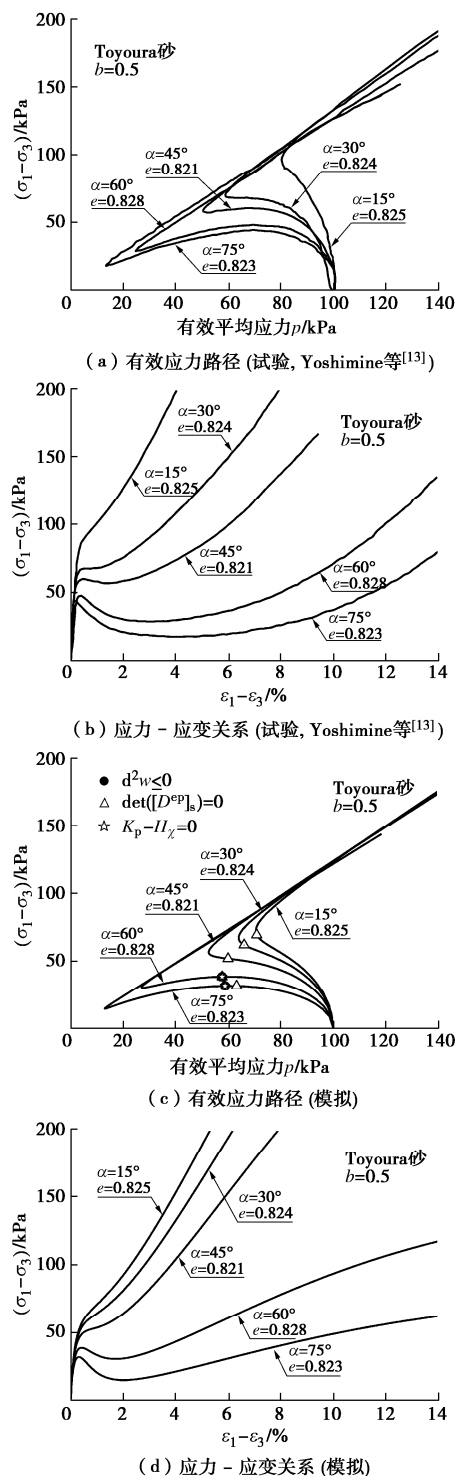 200
Toyoura砂
b=0.5
150
(σ₁−σ₃)/kPa
100
α=45°
e=0.821
α=30°
e=0.824
α=60°
e=0.828
α=15°
e=0.825
50
α=75°
e=0.823
0 20 40 60 80 100 120 140
有效平均应力p/kPa
(a)有效应力路径 (试验, Yoshimine等[13])
200
α=30°
e=0.824
Toyoura砂
b=0.5
150
α=15°
e=0.825
(σ₁−σ₃)/kPa
100
α=45°
e=0.821
α=60°
e=0.828
50
α=75°
e=0.823
0 2 4 6 8 10 12 14
ε₁−ε₃/%
(b)应力－应变关系 (试验, Yoshimine等[13])
200
● d²w≤0
Toyoura砂
△ det([Dᵉᵖ]ₛ)=0
b=0.5
☆ Kₚ−Hᵪ=0
150
α=30°
e=0.824
(σ₁−σ₃)/kPa
100
α=45°
e=0.821
α=15°
e=0.825
α=60°
e=0.828
50
α=75°
e=0.823
0 20 40 60 80 100 120 140
有效平均应力p/kPa
(c)有效应力路径 (模拟)
200
Toyoura砂
b=0.5
α=15°
e=0.825
150
α=30°
e=0.824
(σ₁−σ₃)/kPa
100
α=45°
e=0.821
α=60°
e=0.828
50
α=75°
e=0.823
0 2 4 6 8 10 12 14
ε₁−ε₃/%
(d)应力－应变关系 (模拟)